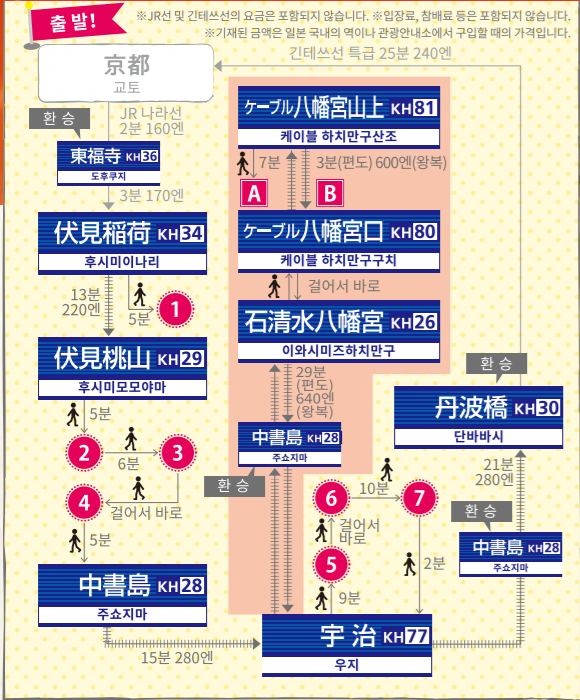 출발!
※JR선 및 긴테쓰선의 요금은 포함되지 않습니다. ※입장료, 참배료 등은 포함되지 않습니다.
※기재된 금액은 일본 국내의 역이나 관광안내소에서 구입할 때의 가격입니다.
긴테쓰선 특급 25분 240엔
京都
교토
환 승
JR 나라선
2분 160엔
東福寺 KH36
도후쿠지
3분 170엔
伏見稲荷 KH34
후시미이나리
13분
220엔
5분
1
伏見桃山 KH29
후시미모모야마
5분
2
6분
3
4
걸어서 바로
5분
中書島 KH28
주쇼지마
15분 280엔
ケーブル八幡宮山上 KH81
케이블 하치만구산조
7분
3분(편도) 600엔(왕복)
A
B
ケーブル八幡宮口 KH80
케이블 하치만구구치
걸어서 바로
石清水八幡宮 KH26
이와시미즈하치만구
29분
(편도)
640엔
(왕복)
中書島 KH28
주쇼지마
환 승
6
10분
7
걸어서
바로
5
9분
2분
宇治 KH77
우지
환 승
丹波橋 KH30
단바바시
21분
280엔
환 승
中書島 KH28
주쇼지마